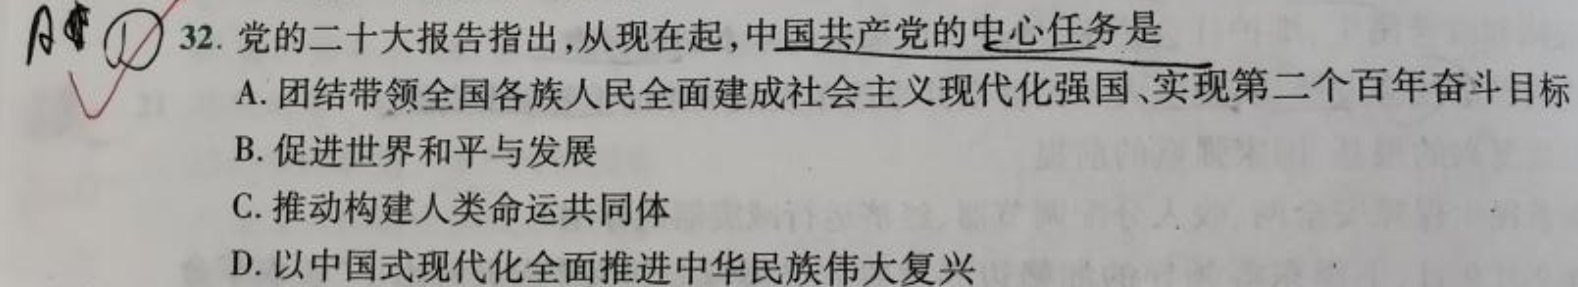 A ① 32. 党的二十大报告指出,从现在起,中国共产党的中心任务是
A. 团结带领全国各族人民全面建成社会主义现代化强国、实现第二个百年奋斗目标
B. 促进世界和平与发展
C. 推动构建人类命运共同体
D. 以中国式现代化全面推进中华民族伟大复兴